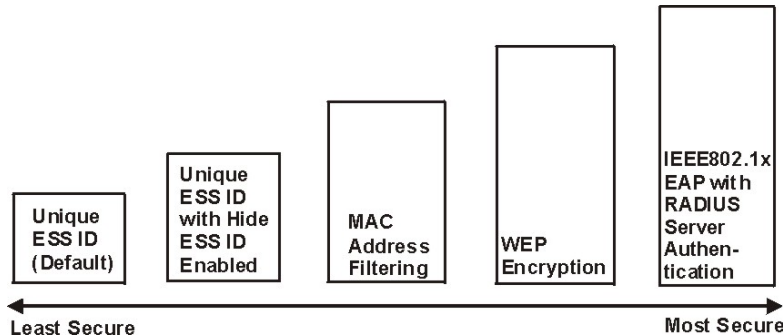 Unique
ESS ID
(Default)
Unique
ESS ID
with Hide
ESS ID
Enabled
MAC
Address
Filtering
WEP
Encryption
IEEE802.1x
EAP with
RADIUS
Server
Authen-
tication
Least Secure
Most Secure